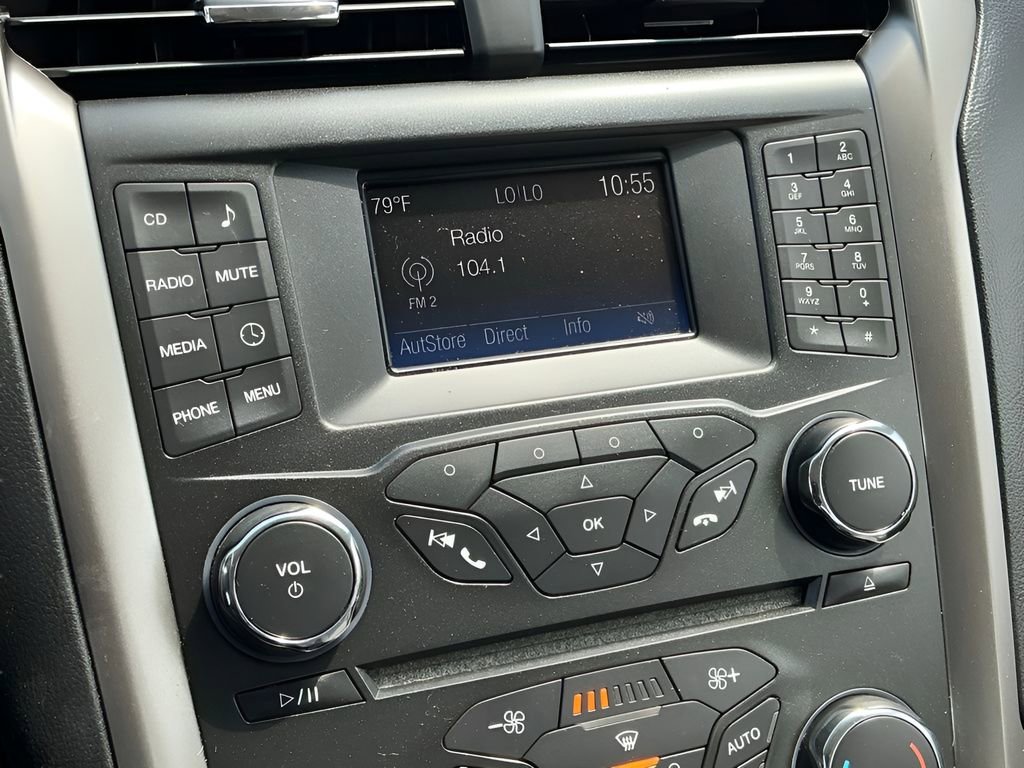 79°F LO LO 10:55
Radio
104.1
FM 2
AutStore Direct Info
CD
RADIO MUTE
MEDIA
PHONE MENU
1 2 ABC
3 DEF 4 GHI
5 JKL 6 MNO
7 PQRS 8 TUV
9 WXYZ 0 +
* #
OK
TUNE
VOL
AUTO